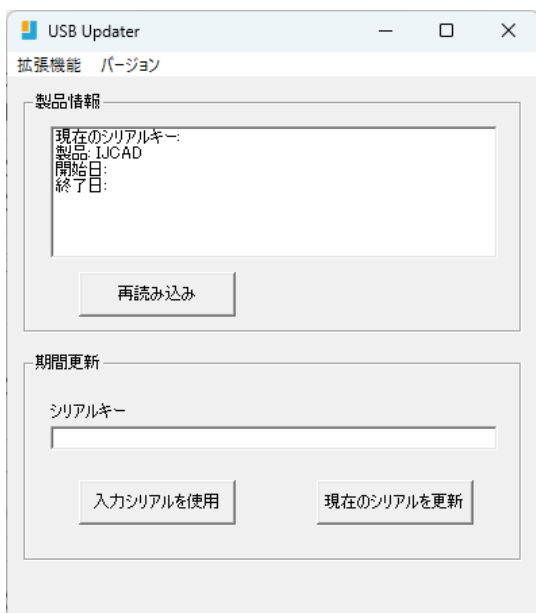 USB Updater
拡張機能 バージョン
製品情報
現在のシリアルキー:
製品: IJCAD
開始日:
終了日:
再読み込み
期間更新
シリアルキー
入力シリアルを使用 現在のシリアルを更新